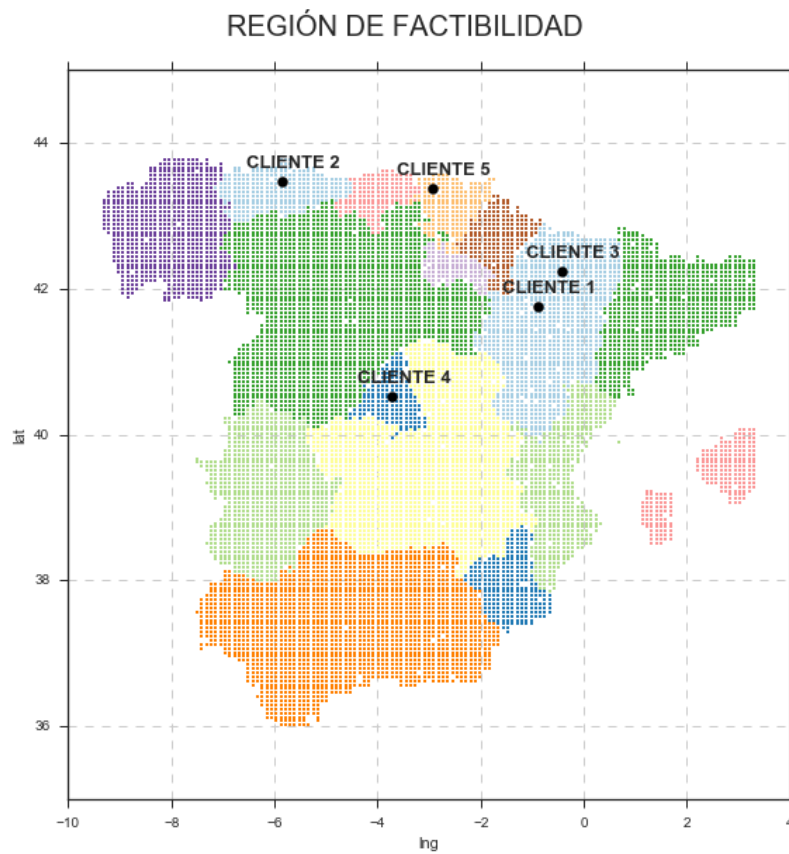 REGIÓN DE FACTIBILIDAD
44
CLIENTE 2
CLIENTE 5
CLIENTE 3
42
CLIENTE 1
CLIENTE 4
lat
40
38
36
−10
−8
−6
−4
−2
0
2
4
lng